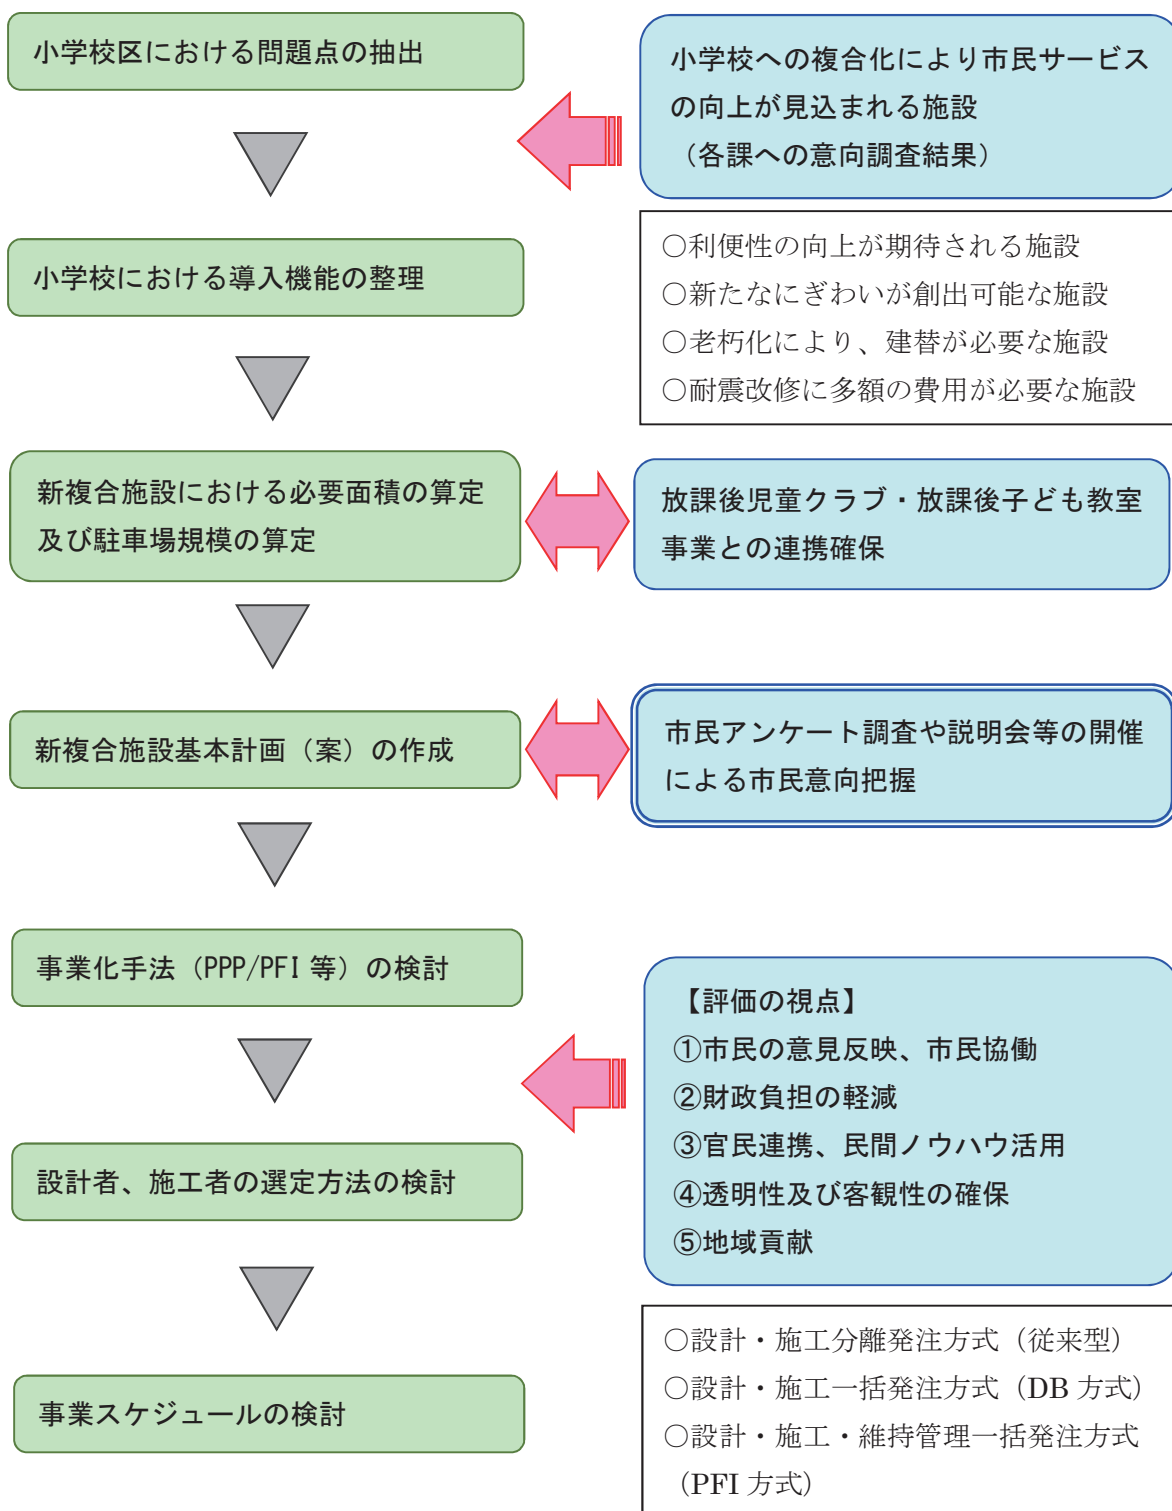 小学校区における問題点の抽出
小学校への複合化により市民サービス
の向上が見込まれる施設
（各課への意向調査結果）
小学校における導入機能の整理
○利便性の向上が期待される施設
○新たなにぎわいが創出可能な施設
○老朽化により、建替が必要な施設
○耐震改修に多額の費用が必要な施設
新複合施設における必要面積の算定
及び駐車場規模の算定
放課後児童クラブ・放課後子ども教室
事業との連携確保
新複合施設基本計画（案）の作成
市民アンケート調査や説明会等の開催
による市民意向把握
事業化手法（PPP/PFI 等）の検討
【評価の視点】
①市民の意見反映、市民協働
②財政負担の軽減
③官民連携、民間ノウハウ活用
④透明性及び客観性の確保
⑤地域貢献
設計者、施工者の選定方法の検討
○設計・施工分離発注方式（従来型）
○設計・施工一括発注方式（DB 方式）
○設計・施工・維持管理一括発注方式
（PFI 方式）
事業スケジュールの検討